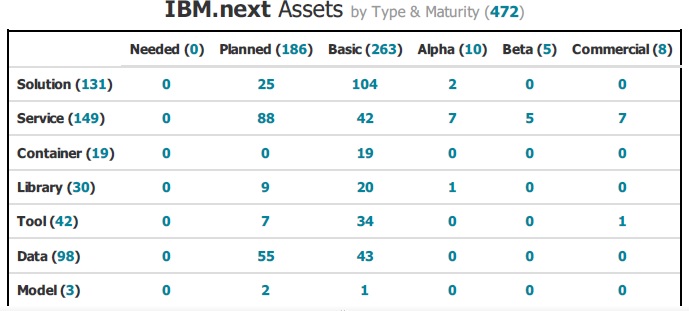 IBM.next Assets by Type & Maturity (472)
Needed (0) Planned (186) Basic (263) Alpha (10) Beta (5) Commercial (8)
Solution (131) 0 25 104 2 0 0
Service (149) 0 88 42 7 5 7
Container (19) 0 0 19 0 0 0
Library (30) 0 9 20 1 0 0
Tool (42) 0 7 34 0 0 1
Data (98) 0 55 43 0 0 0
Model (3) 0 2 1 0 0 0